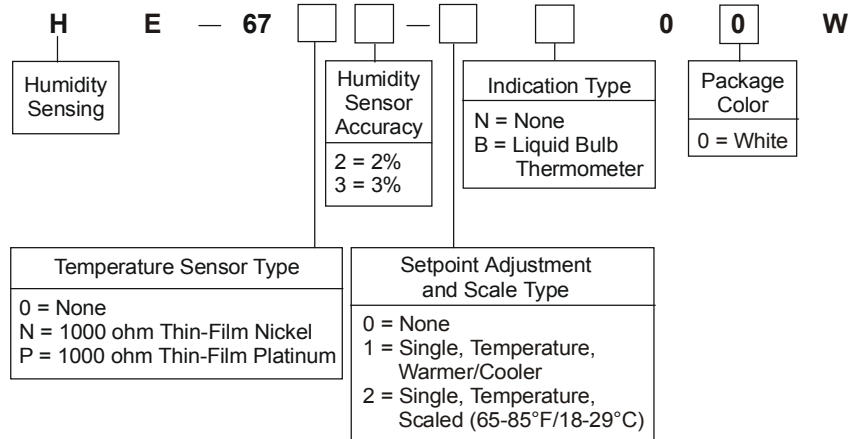 H E — 67 — 0 0 W
Humidity
Sensing
Humidity
Sensor
Accuracy
2 = 2%
3 = 3%
Indication Type
N = None
B = Liquid Bulb
Thermometer
Package
Color
0 = White
Temperature Sensor Type
0 = None
N = 1000 ohm Thin-Film Nickel
P = 1000 ohm Thin-Film Platinum
Setpoint Adjustment
and Scale Type
0 = None
1 = Single, Temperature,
Warmer/Cooler
2 = Single, Temperature,
Scaled (65-85°F/18-29°C)